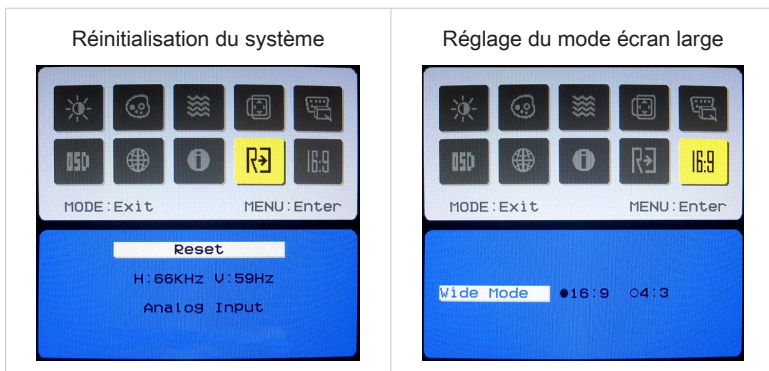 Réinitialisation du système
OSD
R
16:9
MODE:Exit MENU:Enter
Reset
H:66KHz V:59Hz
Analog Input
Réglage du mode écran large
OSD
R
16:9
MODE:Exit MENU:Enter
Wide Mode 16:9 4:3